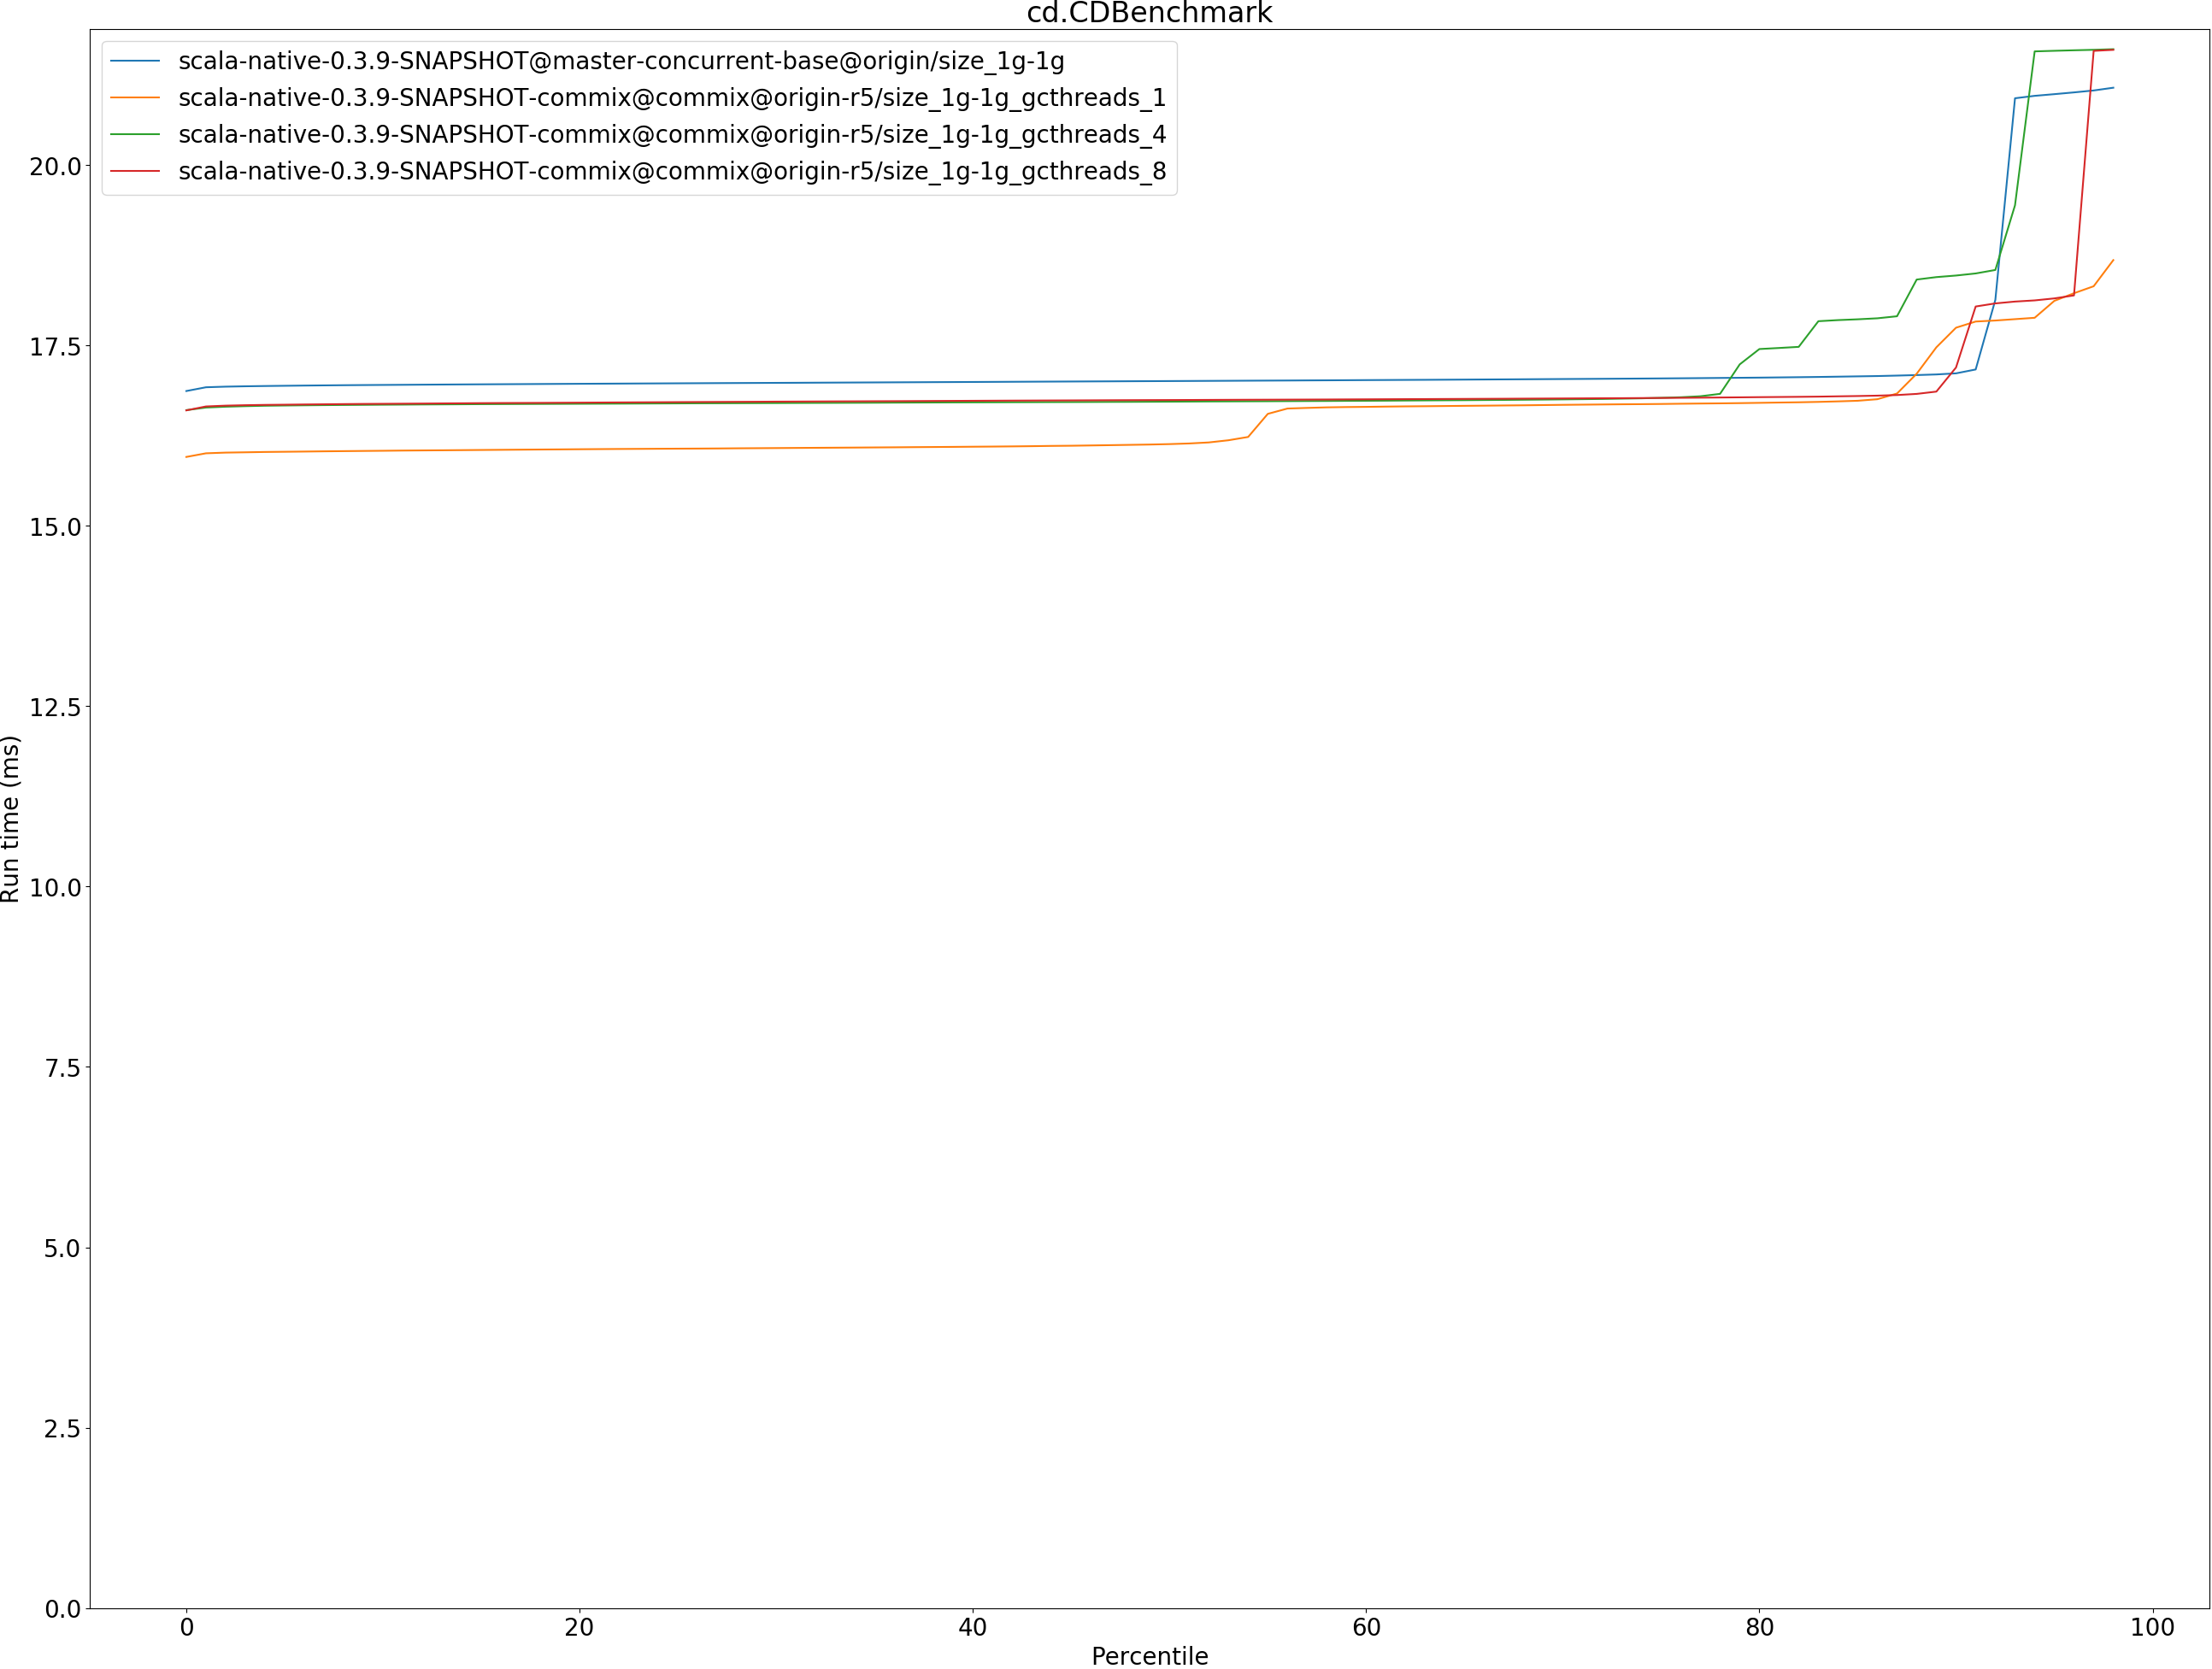 cd.CDBenchmark
scala-native-0.3.9-SNAPSHOT@master-concurrent-base@origin/size_1g-1g
scala-native-0.3.9-SNAPSHOT-commix@commix@origin-r5/size_1g-1g_gcthreads_1
scala-native-0.3.9-SNAPSHOT-commix@commix@origin-r5/size_1g-1g_gcthreads_4
scala-native-0.3.9-SNAPSHOT-commix@commix@origin-r5/size_1g-1g_gcthreads_8
20.0
17.5
15.0
12.5
10.0
7.5
5.0
2.5
0.0
Run time (ms)
0 20 40 60 80 100
Percentile